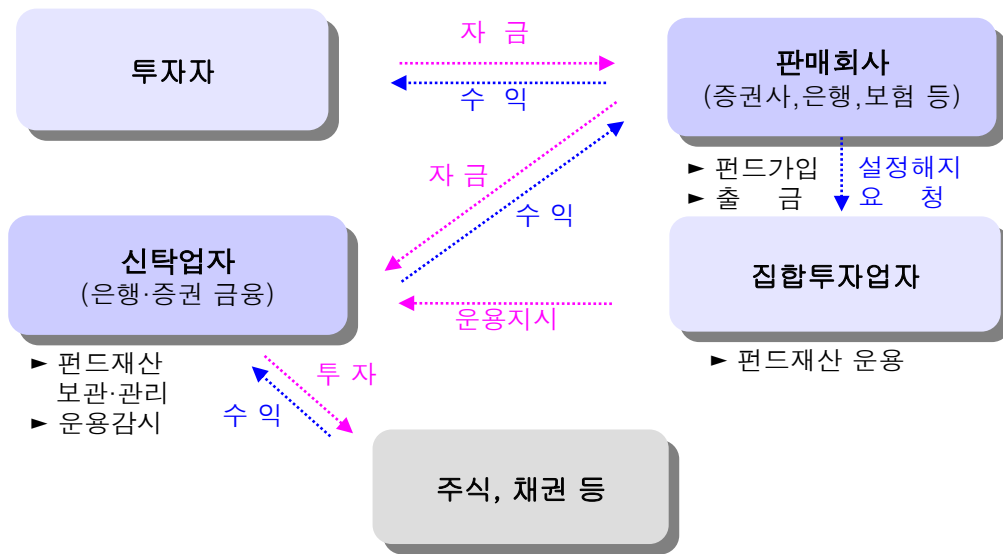 자 금
투자자
수 익
판매회사
(증권사,은행,보험 등)
► 펀드가입
► 출 금
설정해지
요 청
자 금
수 익
신탁업자
(은행·증권 금융)
집합투자업자
운용지시
► 펀드재산
보관·관리
► 운용감시
► 펀드재산 운용
투 자
수 익
주식, 채권 등